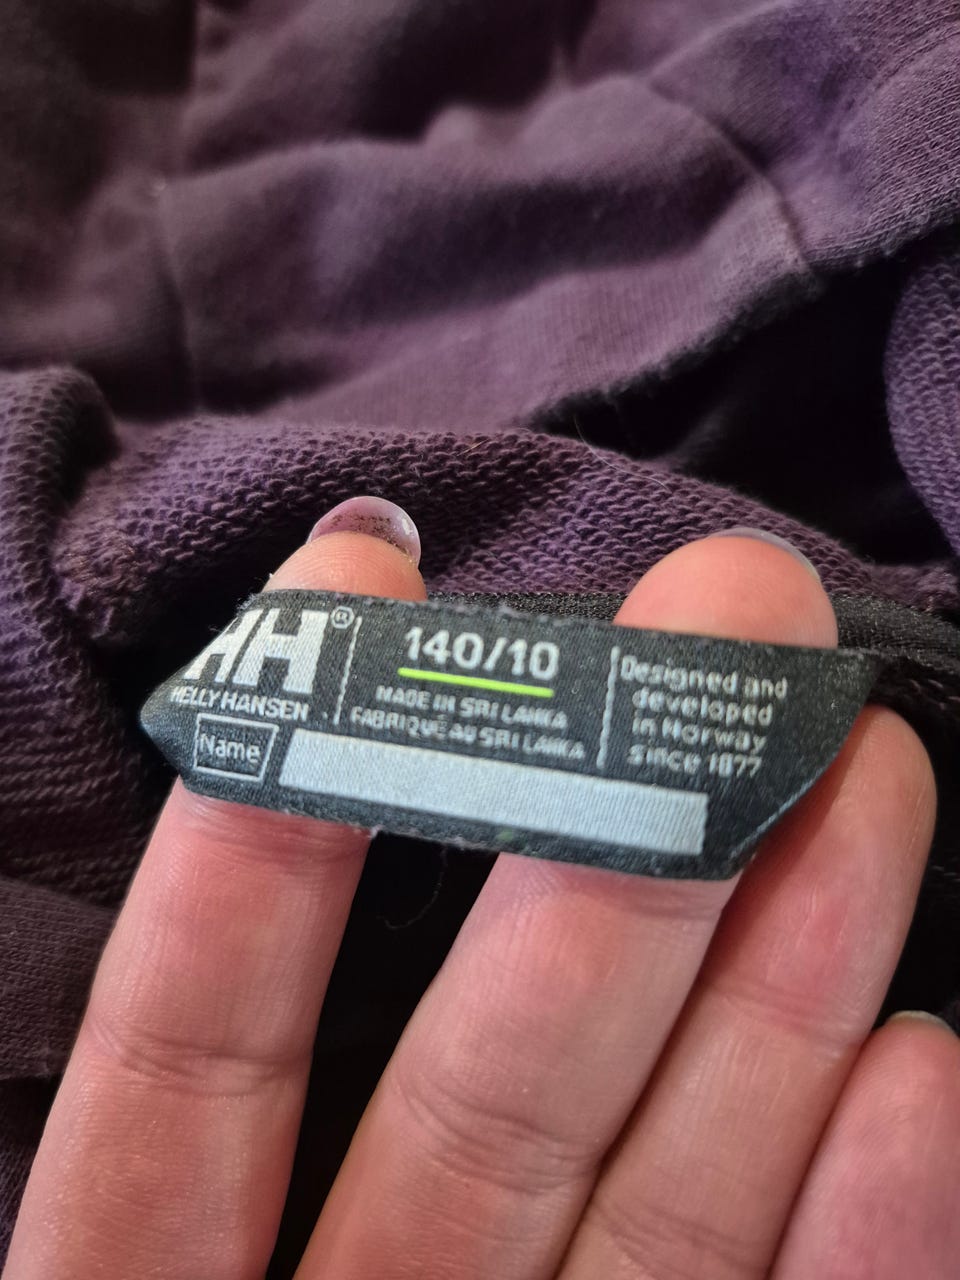 HH®
HELLY HANSEN
Name
140/10
MADE IN SRI LANKA
FABRIQUÉ AU SRI LANKA
Designed and
developed
in Norway
since 1877